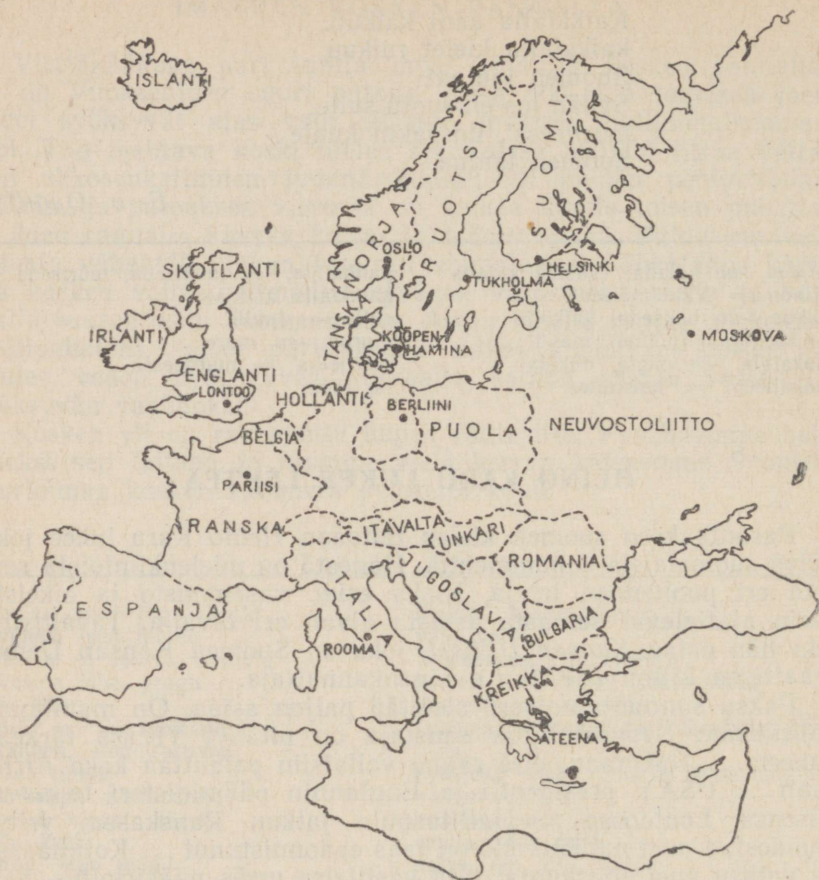 ISLANTI
SUOMI
RUOTSI
NORJA
OSLO
HELSINKI
TUKHOLMA
SKOTLANTI
TANSKA
MOSKOVA
IRLANTI
KÖÖPEN-
HAMINA
ENGLANTI
LONTOO
HOLLANTI
BERLIINI
PUOLA
NEUVOSTOLIITTO
BELGIA
PARIISI
RANSKA
ITÄVALTA
UNKARI
ROMANIA
JUGOSLAVIA
ESPANJA
ITALIA
BULGARIA
ROOMA
KREIKKA
ATEENA